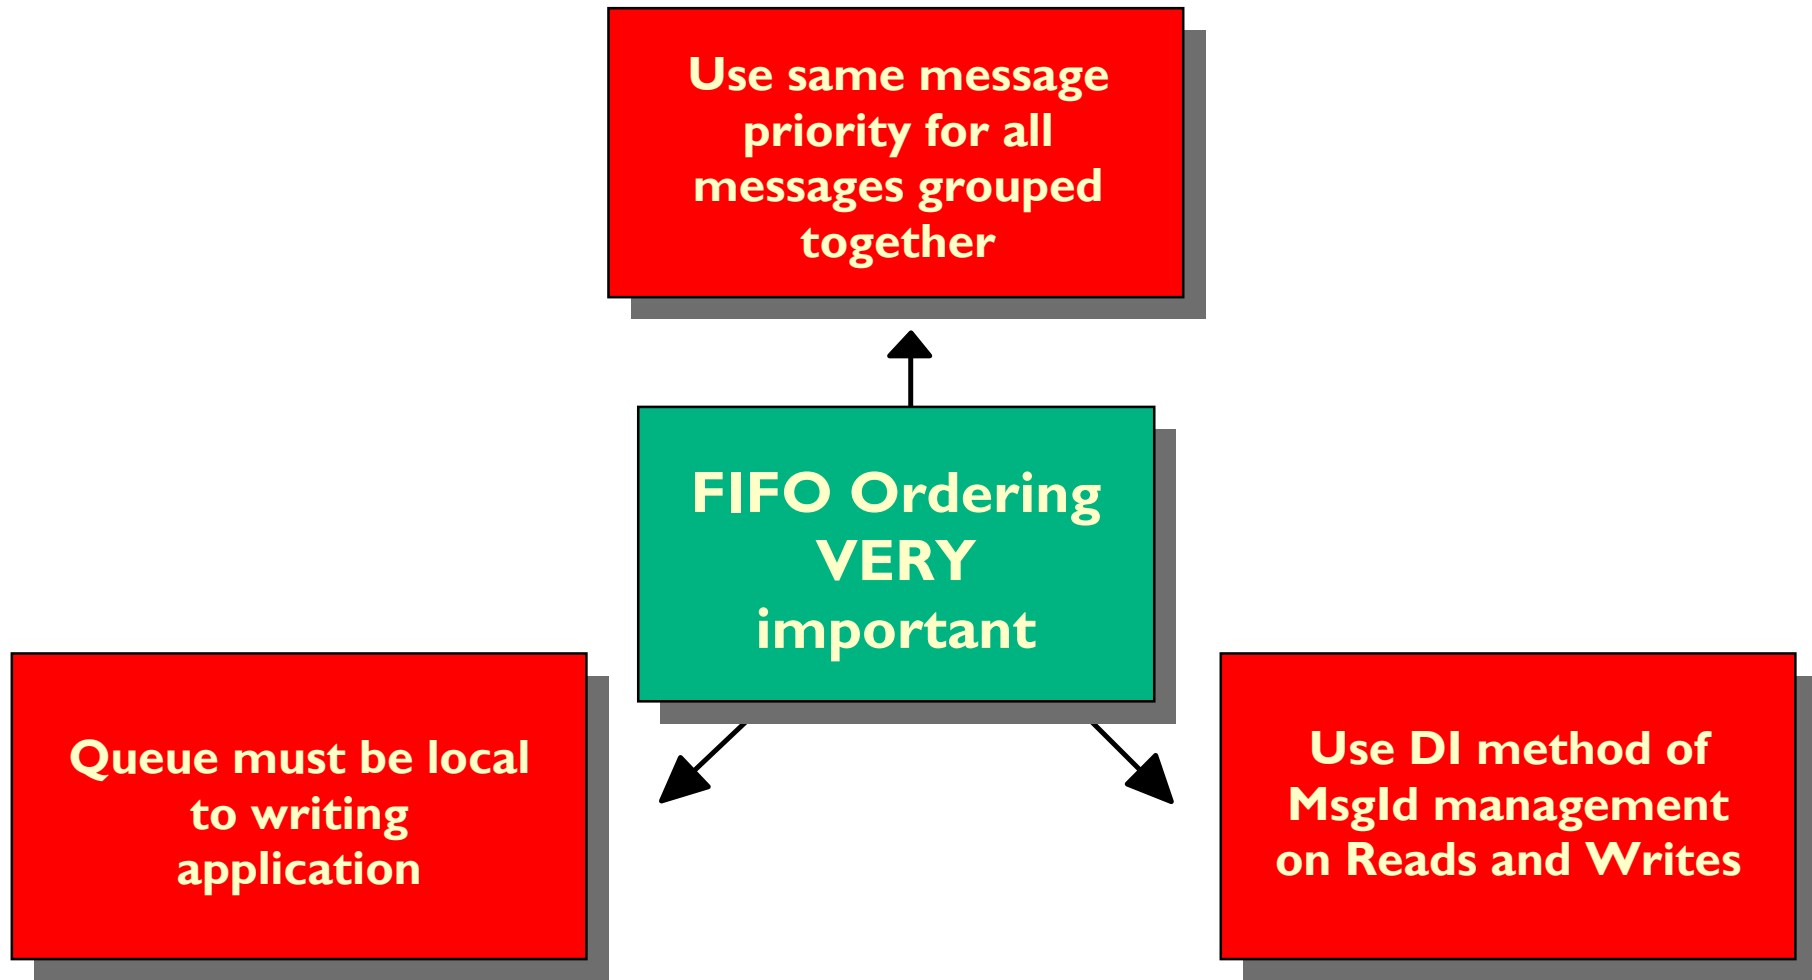 Use same message
priority for all
messages grouped
together
FIFO Ordering
VERY
important
Queue must be local
to writing
application
Use DI method of
MsgId management
on Reads and Writes